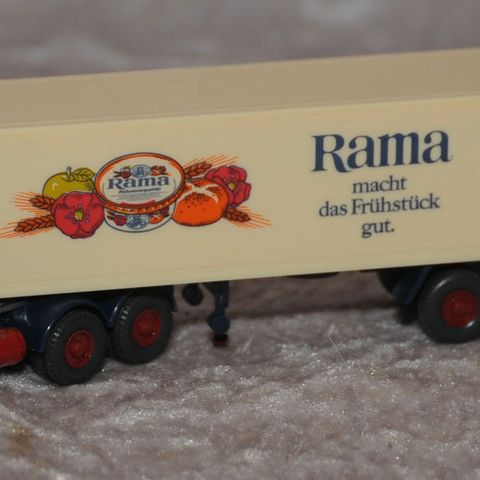 Rama
Rama
macht
das Frühstück
gut.